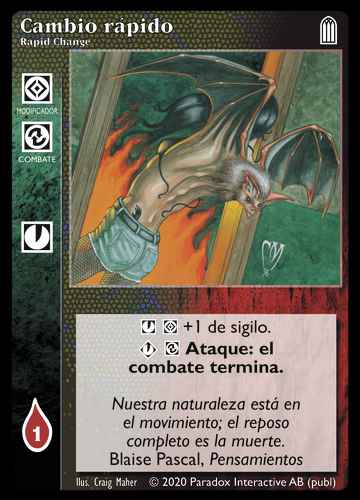 Cambio rápido
Rapid Change
MODIFICADOR
COMBATE
+1 de sigilo.
Ataque: el
combate termina.
Nuestra naturaleza está en
el movimiento; el reposo
completo es la muerte.
Blaise Pascal, Pensamientos
1
Ilus. Craig Maher © 2020 Paradox Interactive AB (publ)